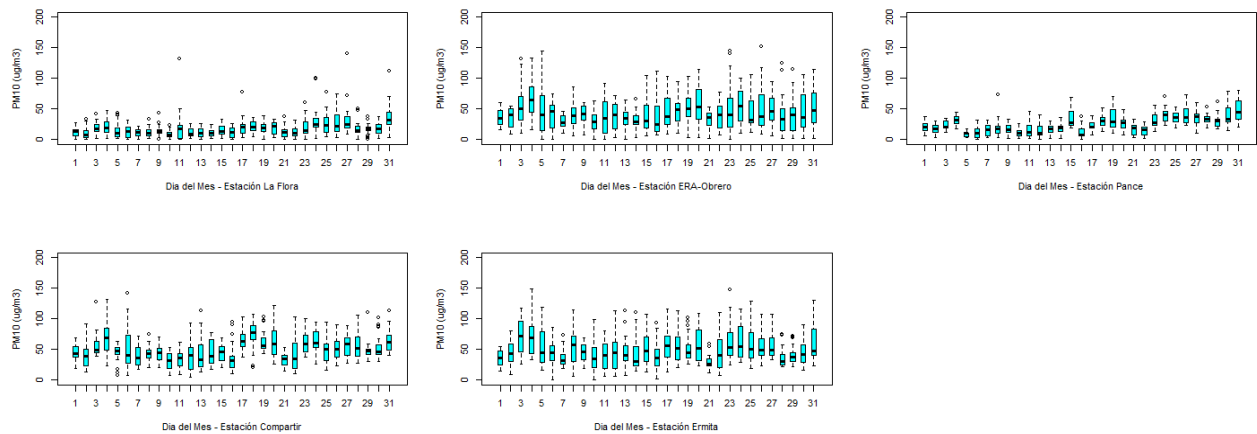 200
150
100
50
0
PM10 (ug/m3)
1 3 5 7 9 11 13 15 17 19 21 23 25 27 29 31
Dia del Mes - Estación La Flora
200
150
100
50
0
PM10 (ug/m3)
1 3 5 7 9 11 13 15 17 19 21 23 25 27 29 31
Dia del Mes - Estación ERA-Obrero
200
150
100
50
0
PM10 (ug/m3)
1 3 5 7 9 11 13 15 17 19 21 23 25 27 29 31
Dia del Mes - Estación Pance
200
150
100
50
0
PM10 (ug/m3)
1 3 5 7 9 11 13 15 17 19 21 23 25 27 29 31
Dia del Mes - Estación Compartir
200
150
100
50
0
PM10 (ug/m3)
1 3 5 7 9 11 13 15 17 19 21 23 25 27 29 31
Dia del Mes - Estación Ermita